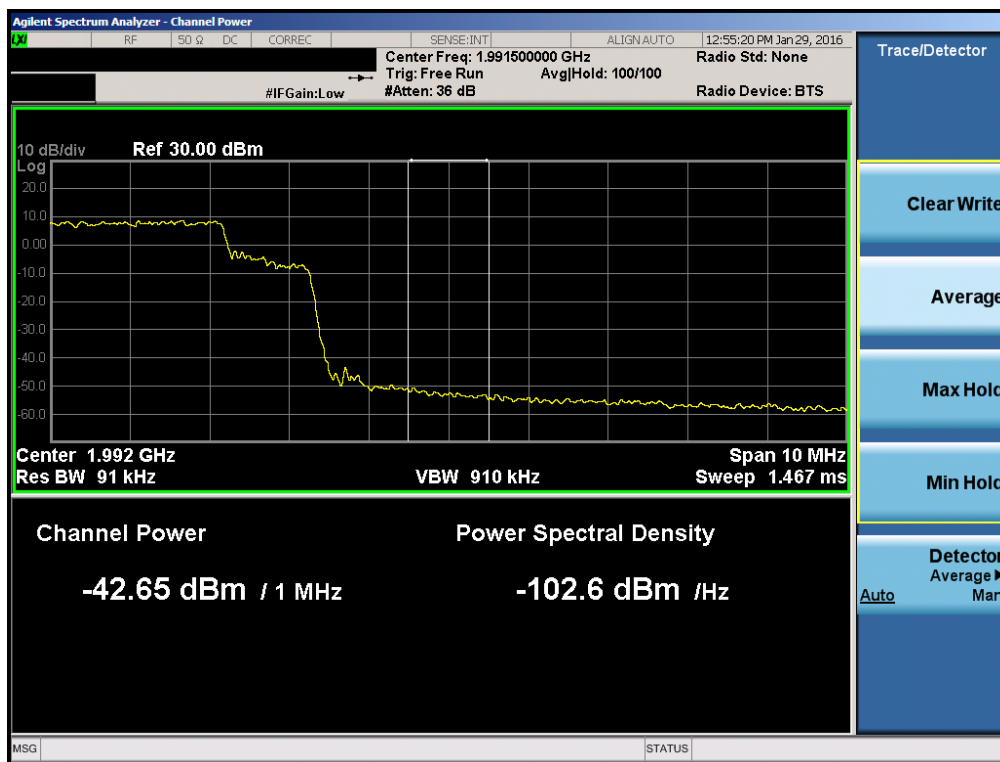 Agilent Spectrum Analyzer - Channel Power
LXI RF 50 Ω DC CORREC SENSE:INT ALIGN AUTO 12:55:20 PM Jan 29, 2016
Center Freq: 1.991500000 GHz Radio Std: None
Trig: Free Run Avg|Hold: 100/100
#IFGain:Low #Atten: 36 dB Radio Device: BTS
Trace/Detector
10 dB/div Ref 30.00 dBm
Log
20.0
10.0
0.00
-10.0
-20.0
-30.0
-40.0
-50.0
-60.0
Center 1.992 GHz Span 10 MHz
Res BW 91 kHz VBW 910 kHz Sweep 1.467 ms
Channel Power Power Spectral Density
-42.65 dBm / 1 MHz -102.6 dBm /Hz
Clear Write
Average
Max Hold
Min Hold
Detector
Average
Auto Man
MSG STATUS